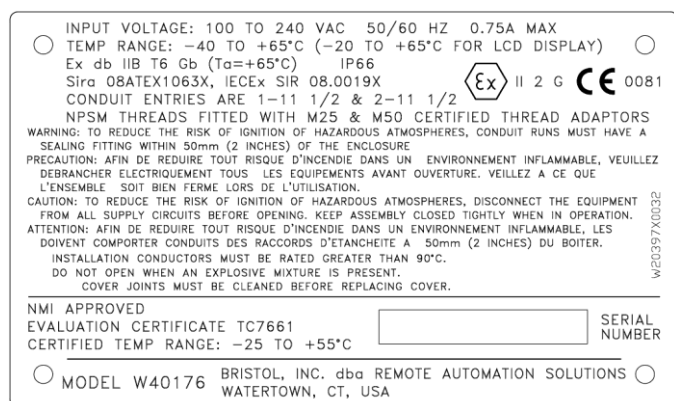 INPUT VOLTAGE: 100 TO 240 VAC 50/60 HZ 0.75A MAX
TEMP RANGE: -40 TO +65°C (-20 TO +65°C FOR LCD DISPLAY)
Ex db IIB T6 Gb (Ta=+65°C) IP66
Sira 08ATEX1063X, IECEx SIR 08.0019X Ex II 2 G CE 0081
CONDUIT ENTRIES ARE 1-11 1/2 & 2-11 1/2
NPSM THREADS FITTED WITH M25 & M50 CERTIFIED THREAD ADAPTORS
WARNING: TO REDUCE THE RISK OF IGNITION OF HAZARDOUS ATMOSPHERES, CONDUIT RUNS MUST HAVE A
SEALING FITTING WITHIN 50mm (2 INCHES) OF THE ENCLOSURE
PRECAUTION: AFIN DE REDUIRE TOUT RISQUE D'INCENDIE DANS UN ENVIRONNEMENT INFLAMMABLE, VEUILLEZ
DEBRANCHER ELECTRIQUEMENT TOUS LES EQUIPEMENTS AVANT OUVERTURE. VEILLEZ A CE QUE
L'ENSEMBLE SOIT BIEN FERME LORS DE L'UTILISATION.
CAUTION: TO REDUCE THE RISK OF IGNITION OF HAZARDOUS ATMOSPHERES, DISCONNECT THE EQUIPMENT
FROM ALL SUPPLY CIRCUITS BEFORE OPENING. KEEP ASSEMBLY CLOSED TIGHTLY WHEN IN OPERATION.
ATTENTION: AFIN DE REDUIRE TOUT RISQUE D'INCENDIE DANS UN ENVIRONNEMENT INFLAMMABLE, LES
DOIVENT COMPORTER CONDUITS DES RACCORDS D'ETANCHEITE A 50mm (2 INCHES) DU BOITER.
INSTALLATION CONDUCTORS MUST BE RATED GREATER THAN 90°C.
DO NOT OPEN WHEN AN EXPLOSIVE MIXTURE IS PRESENT.
COVER JOINTS MUST BE CLEANED BEFORE REPLACING COVER.
W20397X0032
NMI APPROVED
EVALUATION CERTIFICATE TC7661
CERTIFIED TEMP RANGE: -25 TO +55°C
SERIAL
NUMBER
MODEL W40176
BRISTOL, INC. dba REMOTE AUTOMATION SOLUTIONS
WATERTOWN, CT, USA